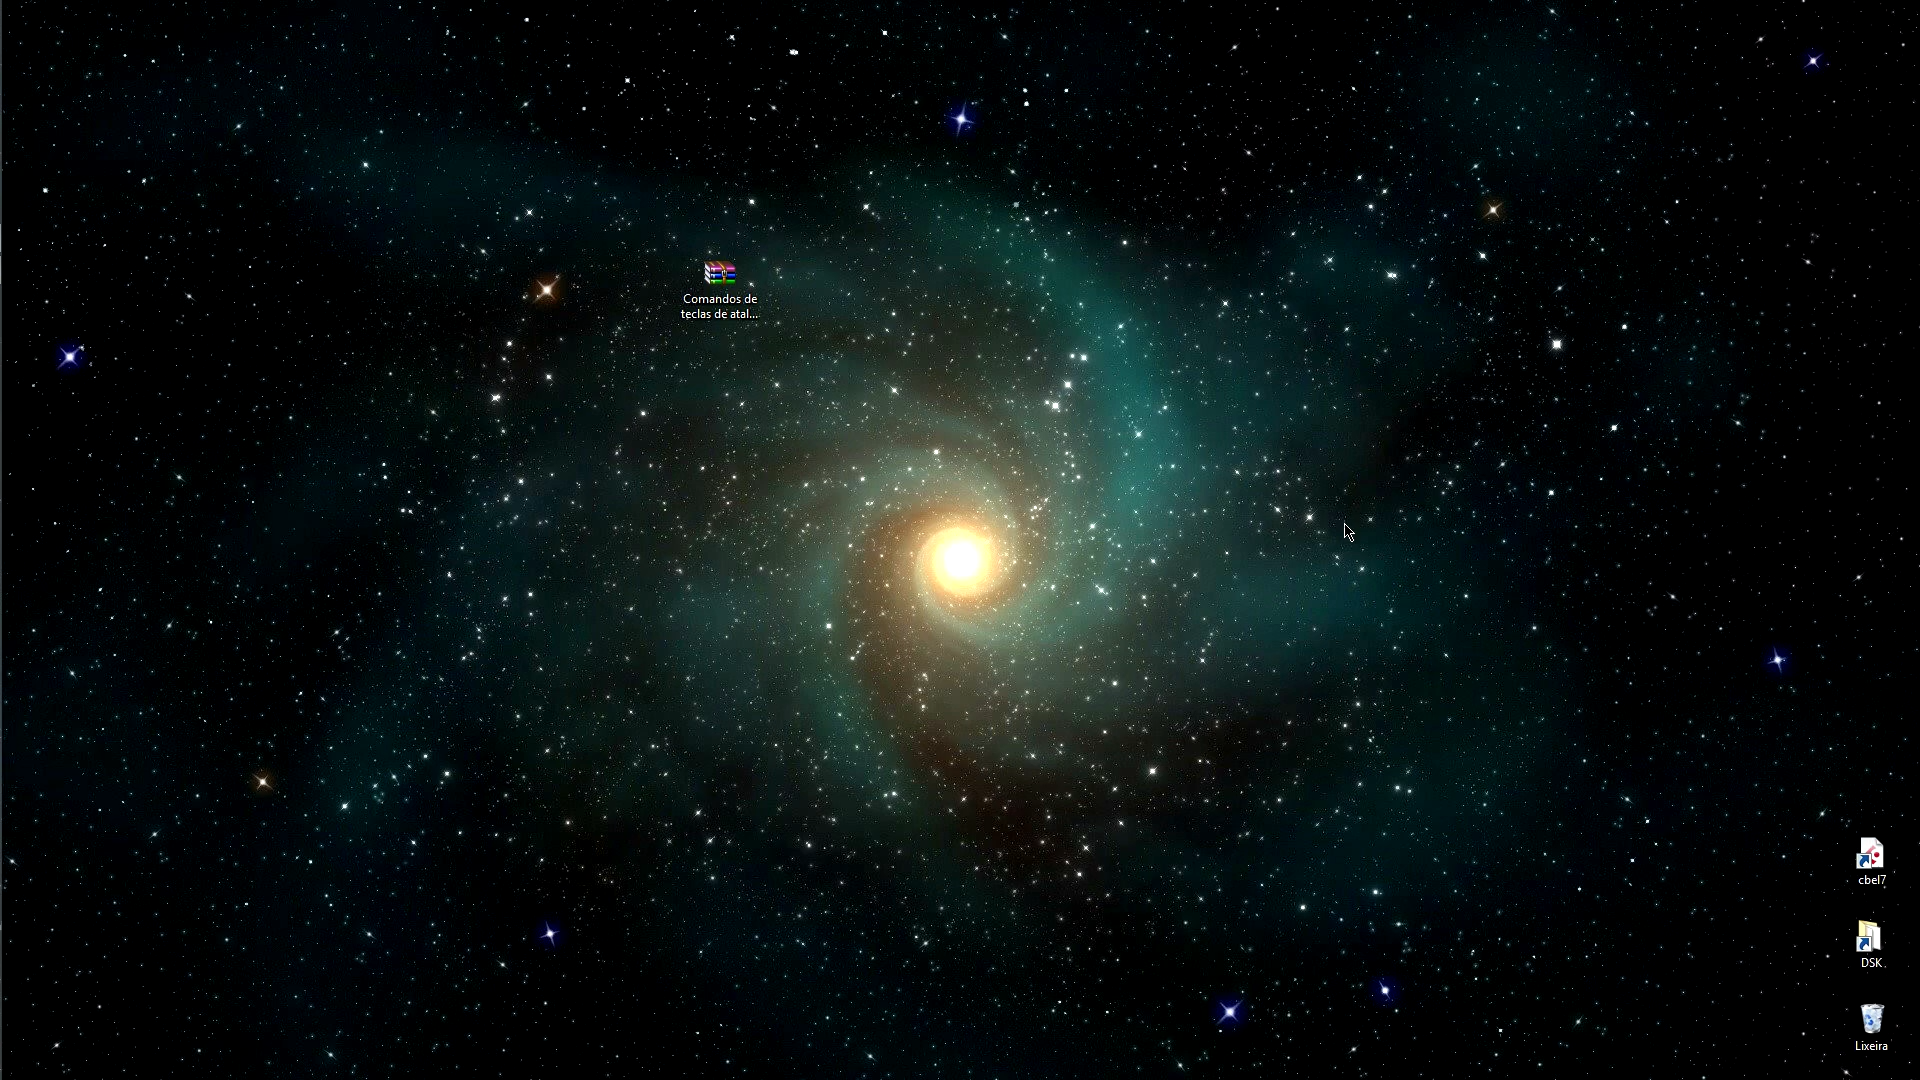 Comandos de
teclas de atal...
cbel7
DSK
Lixeira